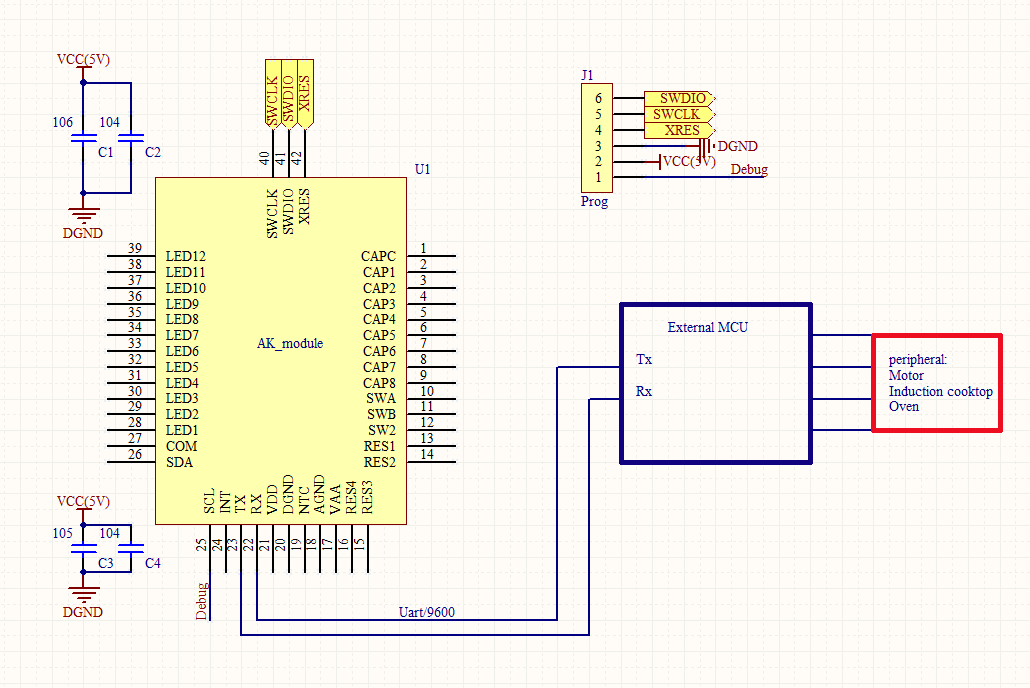 VCC(5V)
106
104
C1
C2
DGND
SWCLK
SWDIO
XRES
40
41
42
U1
SWCLK
SWDIO
XRES
J1
6
SWDIO
5
SWCLK
4
XRES
3
DGND
2
VCC(5V)
1
Debug
Prog
39 LED12
38 LED11
37 LED10
36 LED9
35 LED8
34 LED7
33 LED6
32 LED5
31 LED4
30 LED3
29 LED2
28 LED1
27 COM
26 SDA
AK_module
CAPC 1
CAP1 2
CAP2 3
CAP3 4
CAP4 5
CAP5 6
CAP6 7
CAP7 8
CAP8 9
SWA 10
SWB 11
SW2 12
RES1 13
RES2 14
SCL
INT
TX
RX
VDD
DGND
NTC
AGND
VAA
RES4
RES3
25
24
23
22
21
20
19
18
17
16
15
Debug
VCC(5V)
105
104
C3
C4
DGND
Uart/9600
External MCU
Tx
Rx
peripheral:
Motor
Induction cooktop
Oven